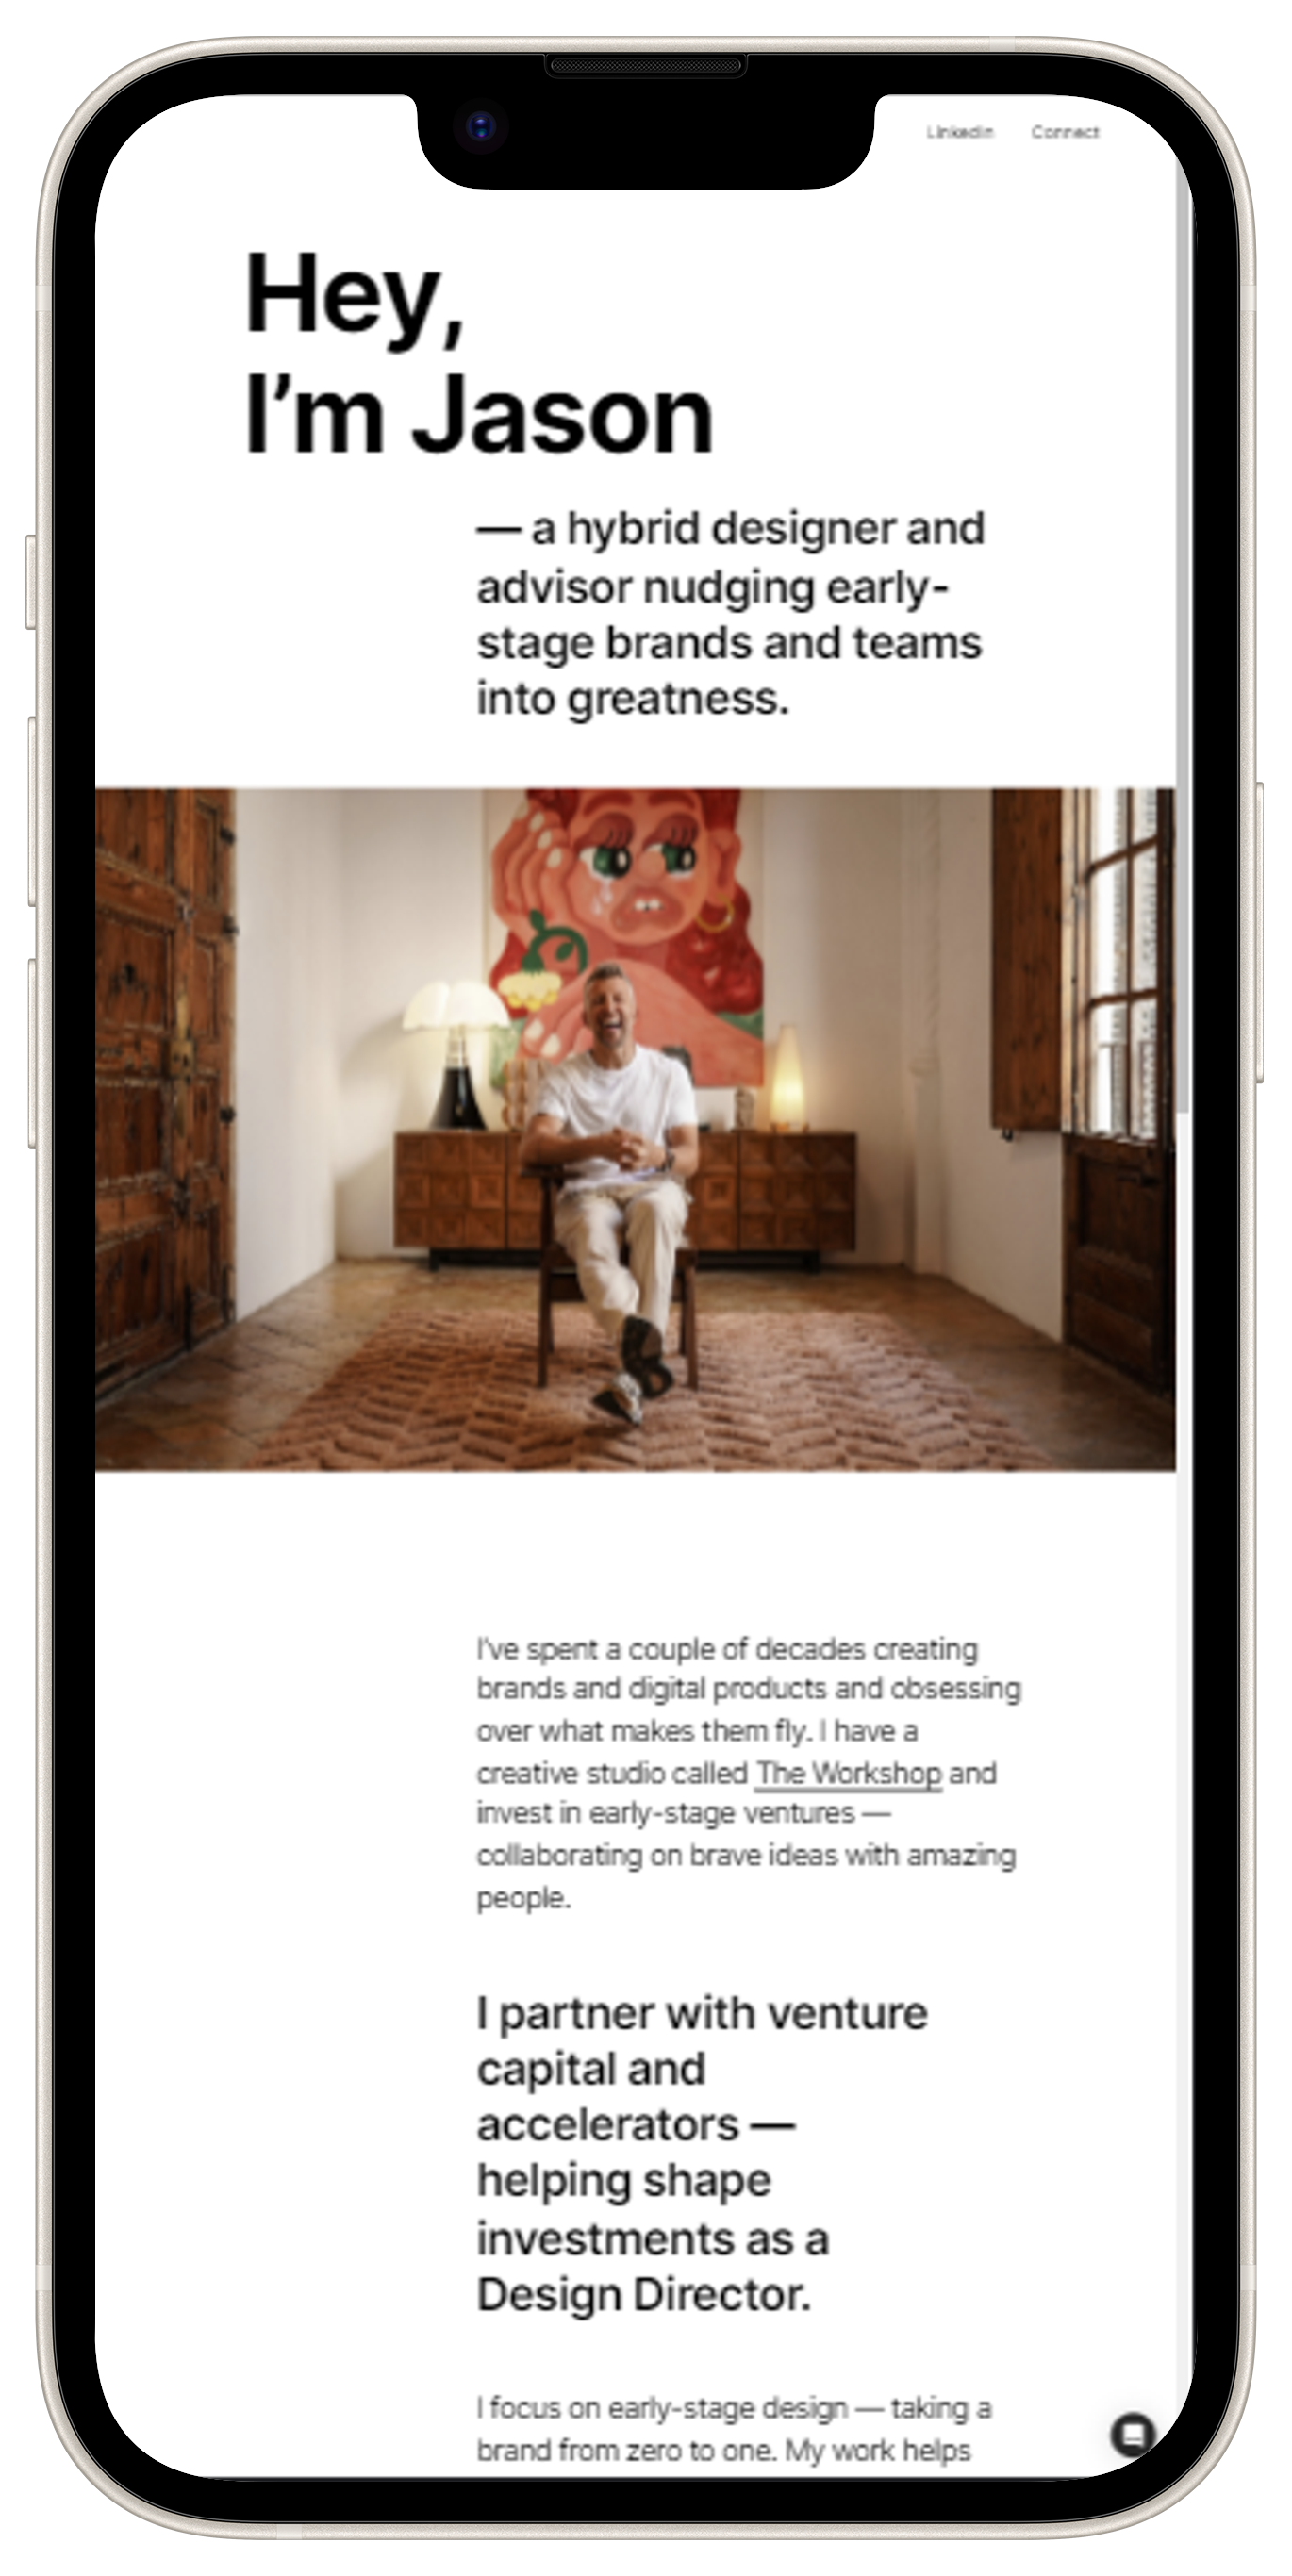 LinkedIn Connect
Hey,
I’m Jason
— a hybrid designer and
advisor nudging early-
stage brands and teams
into greatness.
I’ve spent a couple of decades creating
brands and digital products and obsessing
over what makes them fly. I have a
creative studio called The Workshop and
invest in early-stage ventures —
collaborating on brave ideas with amazing
people.
I partner with venture
capital and
accelerators —
helping shape
investments as a
Design Director.
I focus on early-stage design — taking a
brand from zero to one. My work helps